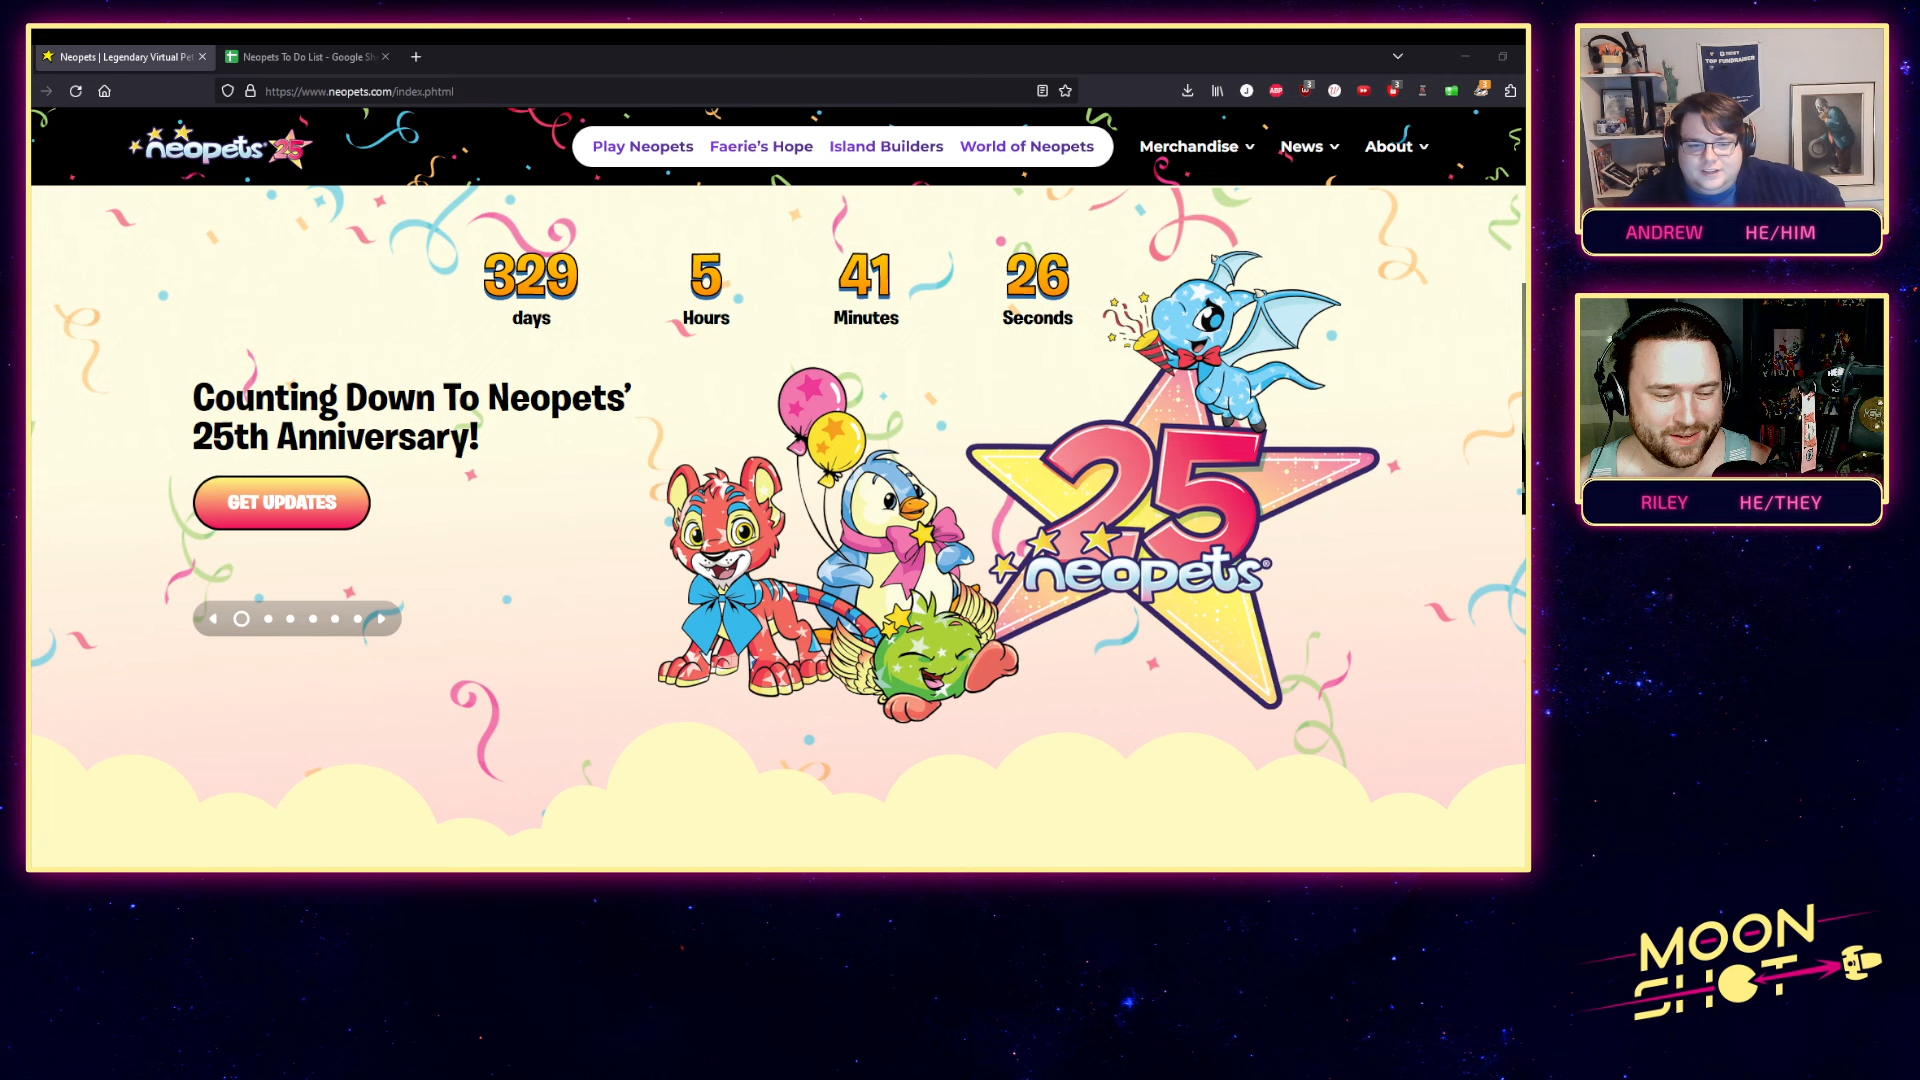 Neopets | Legendary Virtual Pet
Neopets To Do List - Google Sh
https://www.neopets.com/index.phtml
neopets 25
Play Neopets Faerie's Hope Island Builders World of Neopets
Merchandise News About
329 5 41 26
days Hours Minutes Seconds
Counting Down To Neopets'
25th Anniversary!
GET UPDATES
25
neopets®
TOP FUNDRAISER
ANDREW HE/HIM
RILEY HE/THEY
MOON
SHOT